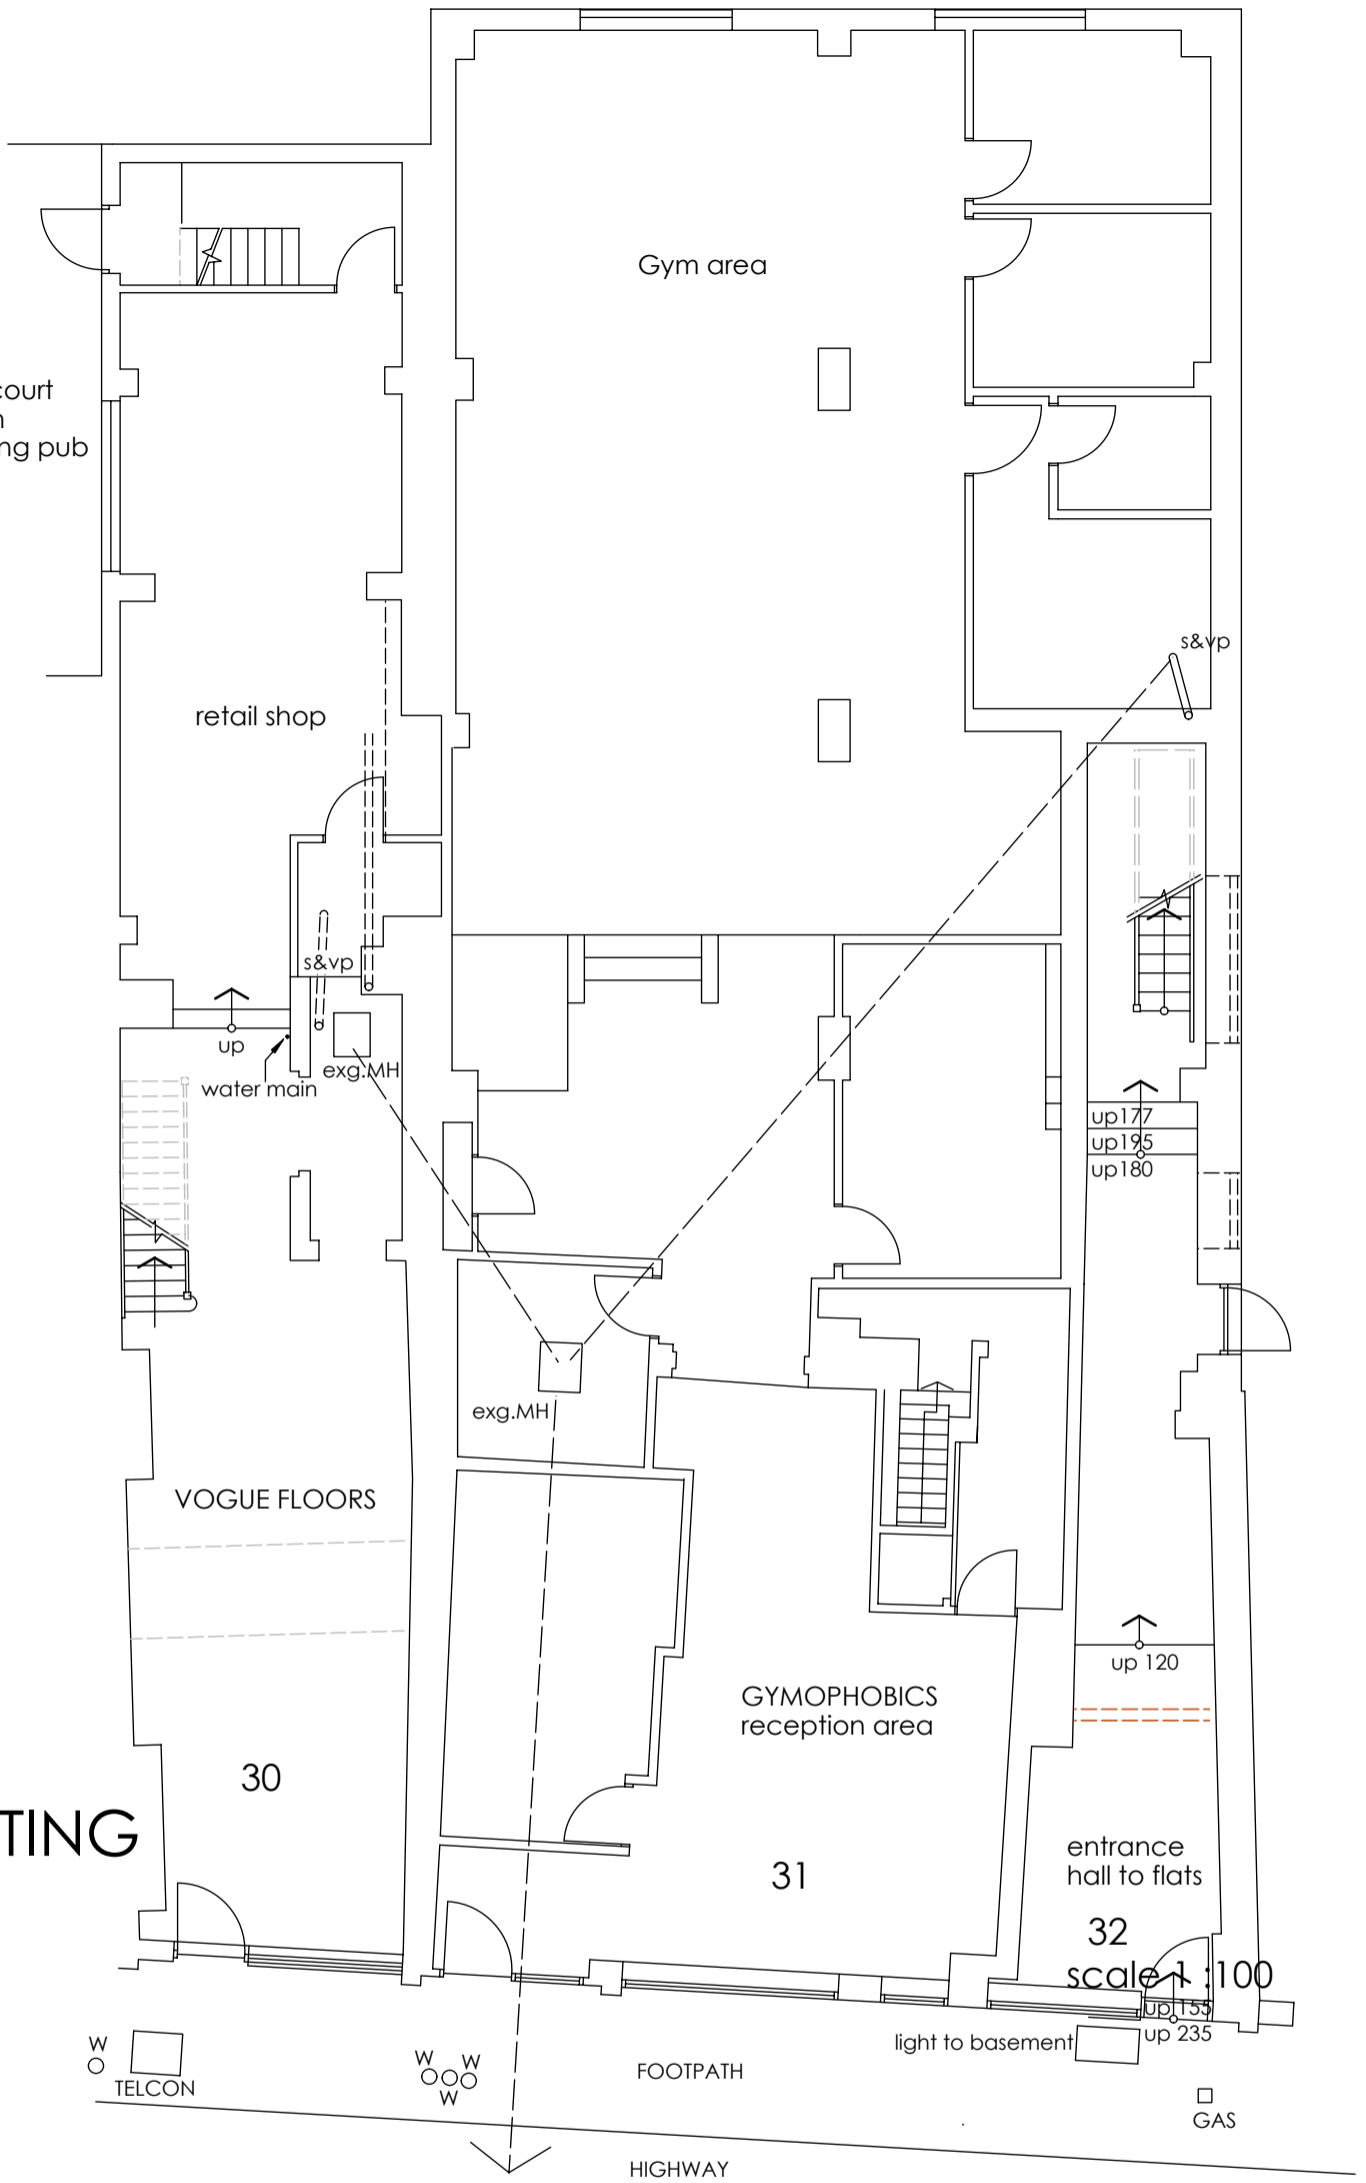 Gym area
court
ng pub
s&vp
retail shop
s&vp
up
exg.MH
water main
up177
up195
up180
exg.MH
VOGUE FLOORS
up 120
GYMOPHOBICS
reception area
30
TING
31
entrance
hall to flats
32
scale 1 :100
up 155
up 235
light to basement
W
TELCON
W
W
W
FOOTPATH
GAS
HIGHWAY